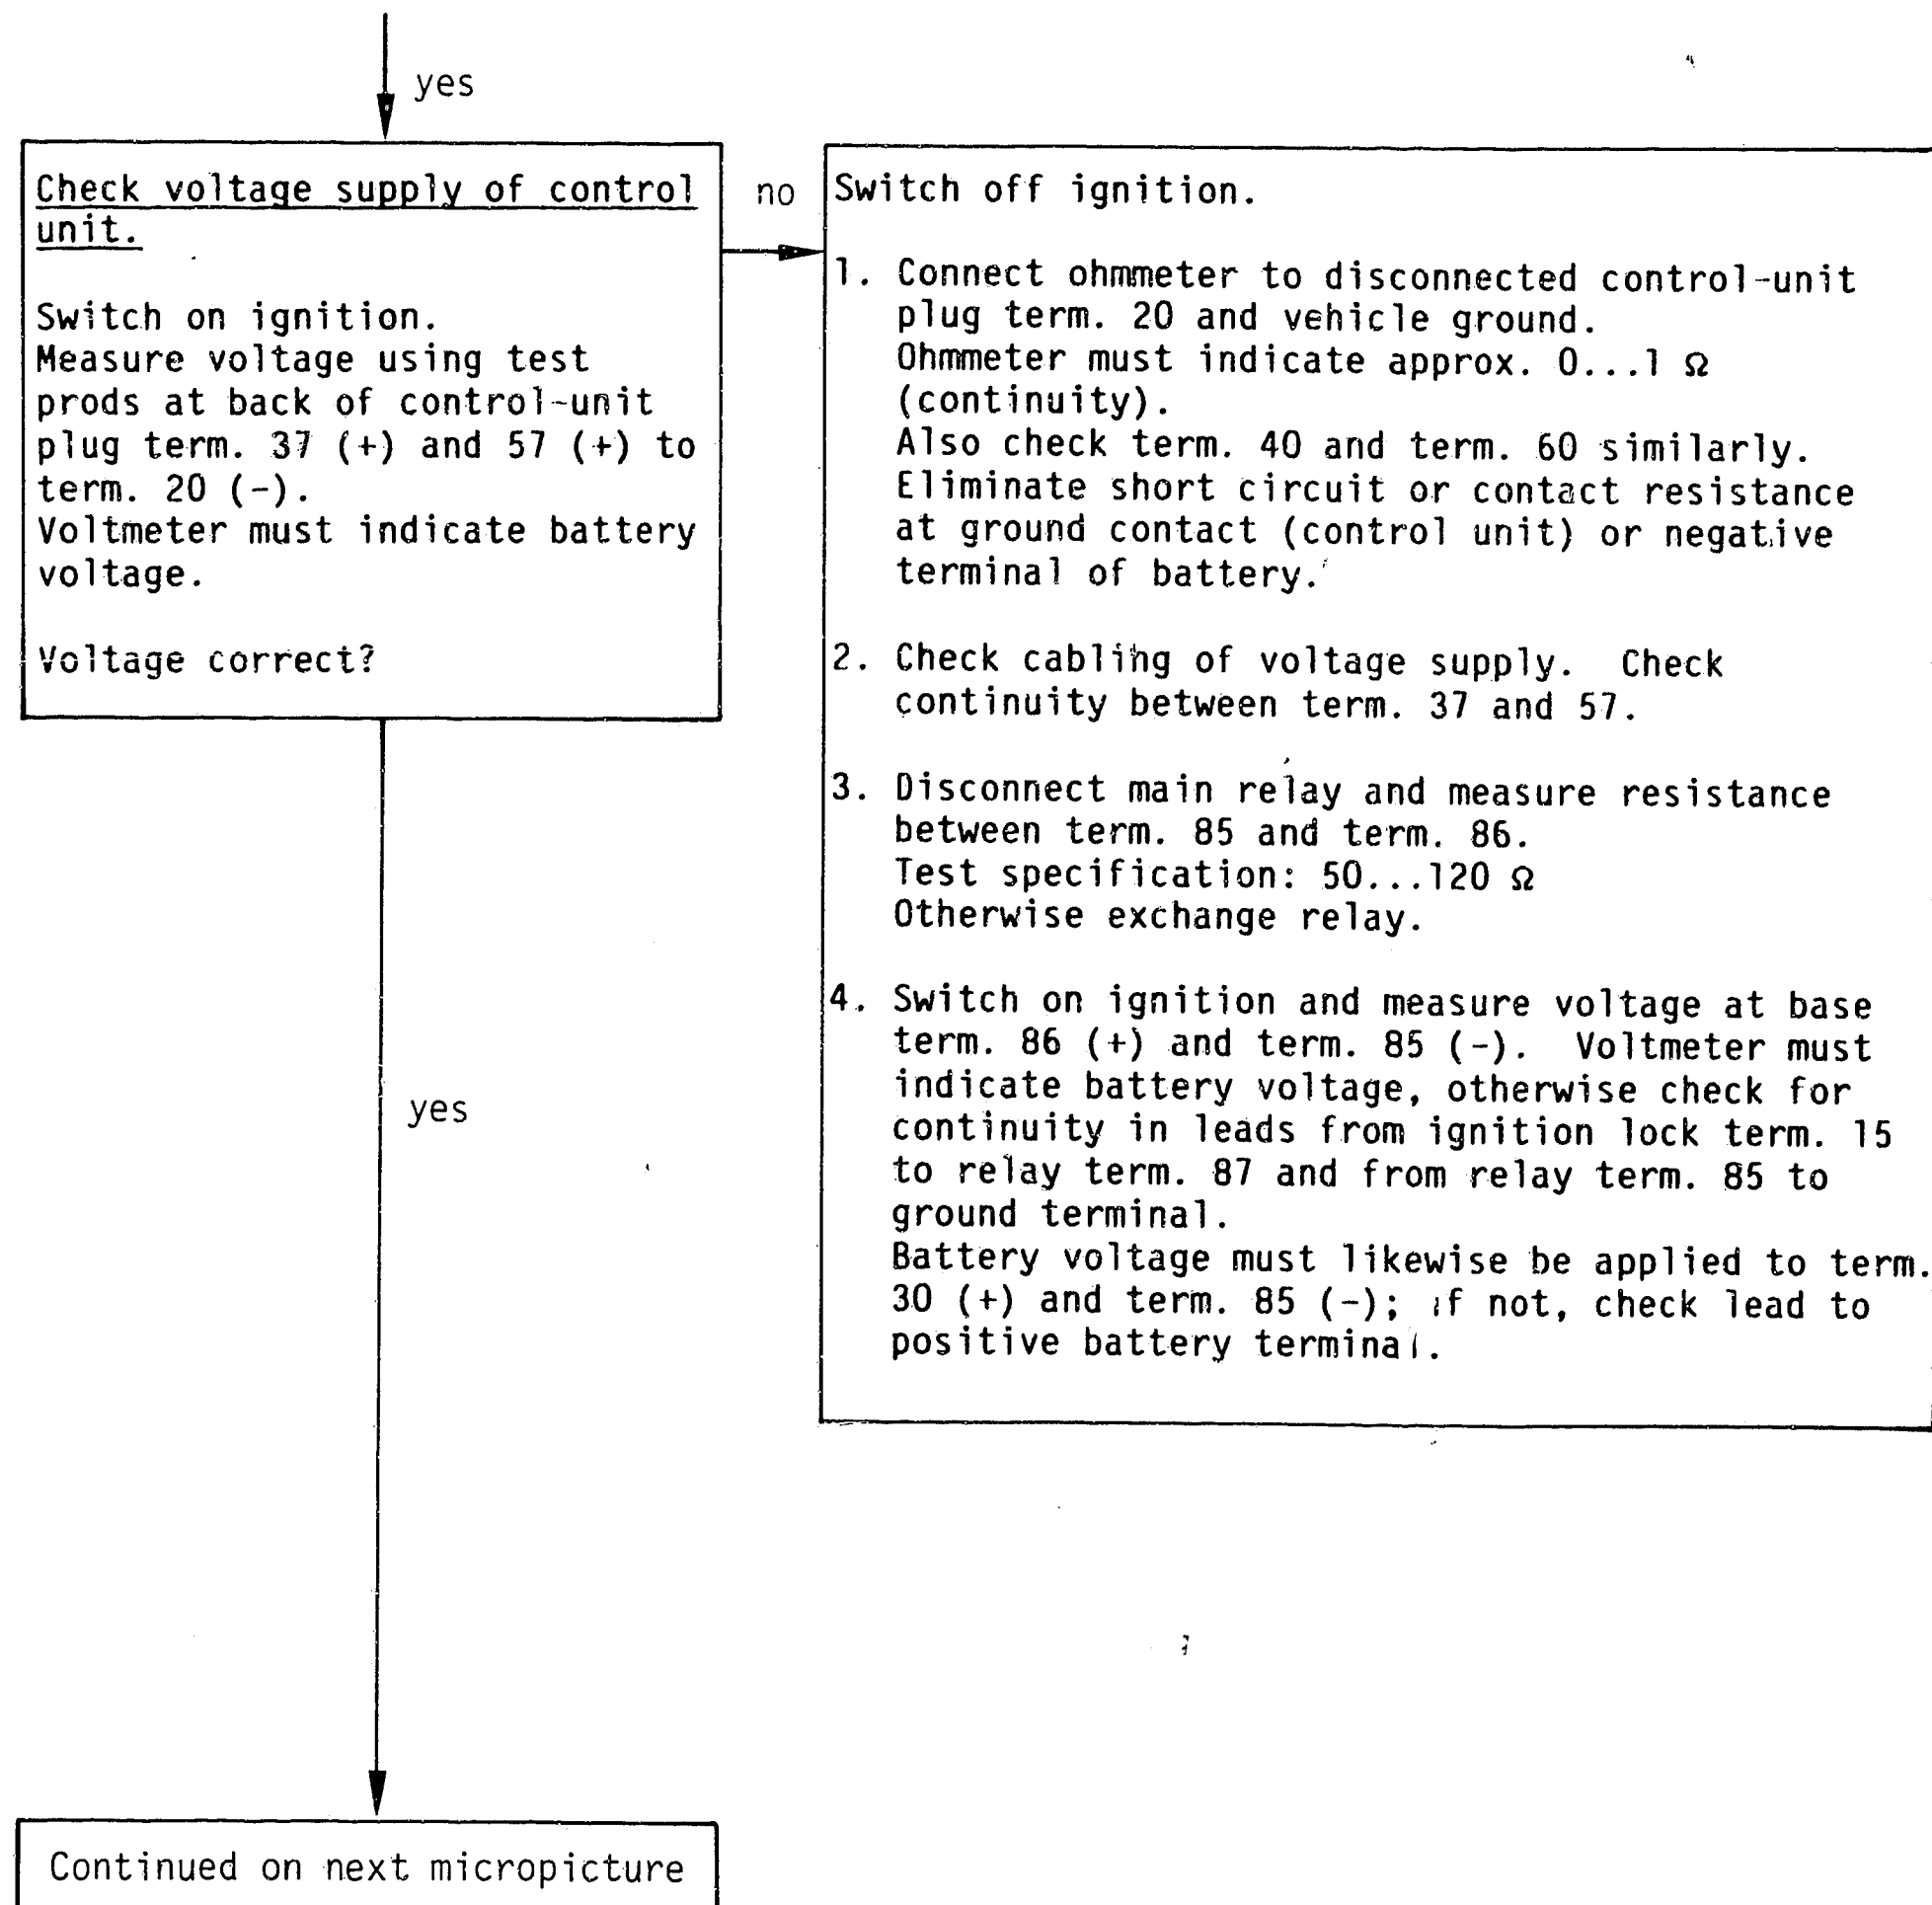 yes
Check voltage supply of control
unit.
Switch on ignition.
Measure voltage using test
prods at back of control-unit
plug term. 37 (+) and 57 (+) to
term. 20 (-).
Voltmeter must indicate battery
voltage.
Voltage correct?
no
Switch off ignition.
1. Connect ohmmeter to disconnected control-unit
plug term. 20 and vehicle ground.
Ohmmeter must indicate approx. 0...1 Ω
(continuity).
Also check term. 40 and term. 60 similarly.
Eliminate short circuit or contact resistance
at ground contact (control unit) or negative
terminal of battery.
2. Check cabling of voltage supply. Check
continuity between term. 37 and 57.
3. Disconnect main relay and measure resistance
between term. 85 and term. 86.
Test specification: 50...120 Ω
Otherwise exchange relay.
4. Switch on ignition and measure voltage at base
term. 86 (+) and term. 85 (-). Voltmeter must
indicate battery voltage, otherwise check for
continuity in leads from ignition lock term. 15
to relay term. 87 and from relay term. 85 to
ground terminal.
Battery voltage must likewise be applied to term.
30 (+) and term. 85 (-); if not, check lead to
positive battery terminal.
yes
Continued on next micropicture